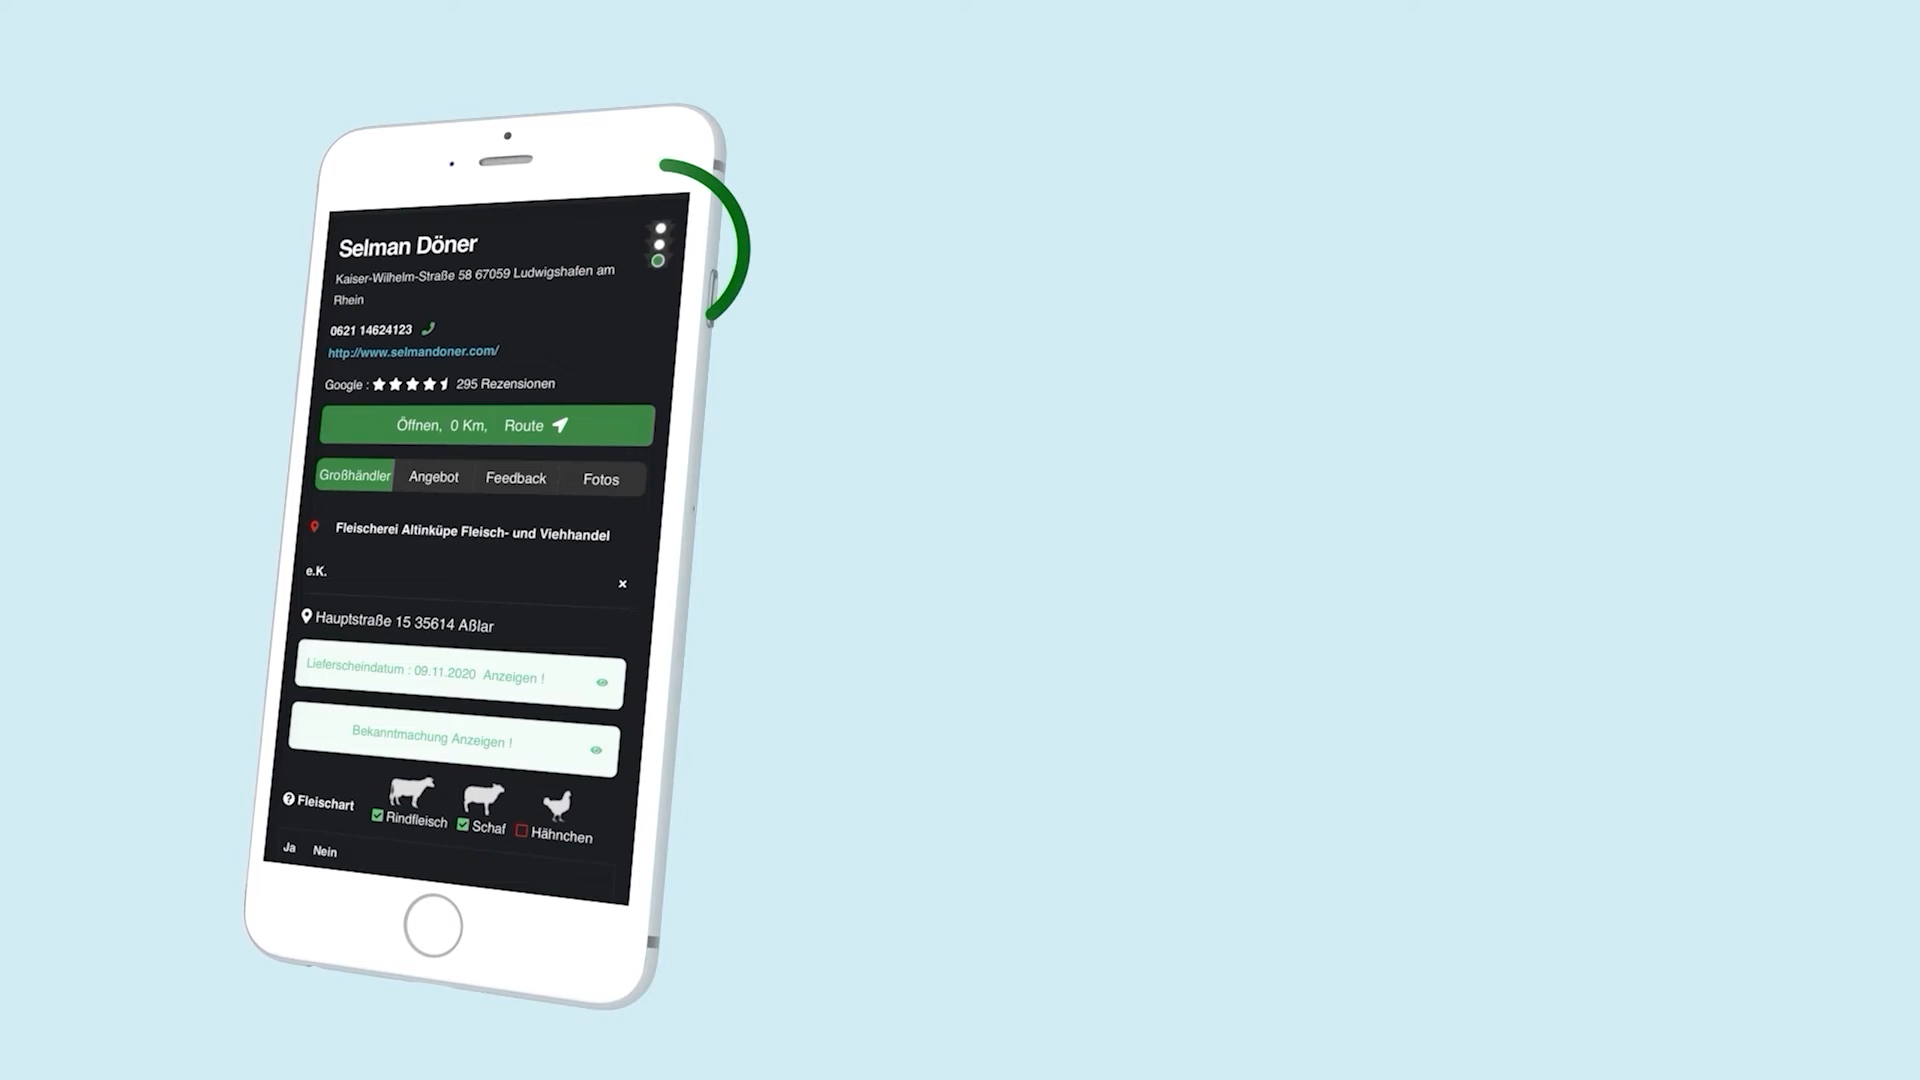 Selman Döner
Kaiser-Wilhelm-Straße 58 67059 Ludwigshafen am
Rhein
0621 14624123
http://www.selmandoner.com/
Google : 295 Rezensionen
Öffnen, 0 Km, Route
Großhändler Angebot Feedback Fotos
Fleischerei Altinküpe Fleisch- und Viehhandel
e.K.
×
Hauptstraße 15 35614 Aßlar
Lieferscheindatum : 09.11.2020 Anzeigen !
Bekanntmachung Anzeigen !
Fleischart
Rindfleisch Schaf Hähnchen
Ja Nein